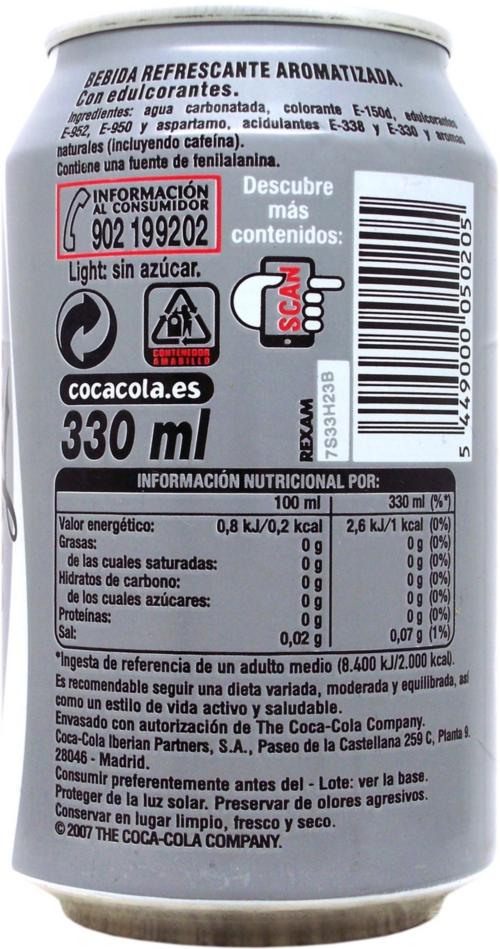 BEBIDA REFRESCANTE AROMATIZADA.
Con edulcorantes.
Ingredientes: agua carbonatada, colorante E-150d, edulcorantes
E-952, E-950 y aspartamo, acidulantes E-338 y E-330 y aromas
naturales (incluyendo cafeína).
Contiene una fuente de fenilalanina.
INFORMACIÓN
AL CONSUMIDOR
902 199202
Light: sin azúcar.
Descubre
más
contenidos:
SCAN
CONTENEDOR
AMARILLO
cocacola.es
330 ml
REXAM
7S33H23B
5 449000 050205
INFORMACIÓN NUTRICIONAL POR:
100 ml 330 ml (%*)
Valor energético: 0,8 kJ/0,2 kcal 2,6 kJ/1 kcal (0%)
Grasas: 0 g 0 g (0%)
de las cuales saturadas: 0 g 0 g (0%)
Hidratos de carbono: 0 g 0 g (0%)
de los cuales azúcares: 0 g 0 g (0%)
Proteínas: 0 g 0 g (0%)
Sal: 0,02 g 0,07 g (1%)
*Ingesta de referencia de un adulto medio (8.400 kJ/2.000 kcal).
Es recomendable seguir una dieta variada, moderada y equilibrada, así
como un estilo de vida activo y saludable.
Envasado con autorización de The Coca-Cola Company.
Coca-Cola Iberian Partners, S.A., Paseo de la Castellana 259 C, Planta 9.
28046 - Madrid.
Consumir preferentemente antes del - Lote: ver la base.
Proteger de la luz solar. Preservar de olores agresivos.
Conservar en lugar limpio, fresco y seco.
© 2007 THE COCA-COLA COMPANY.